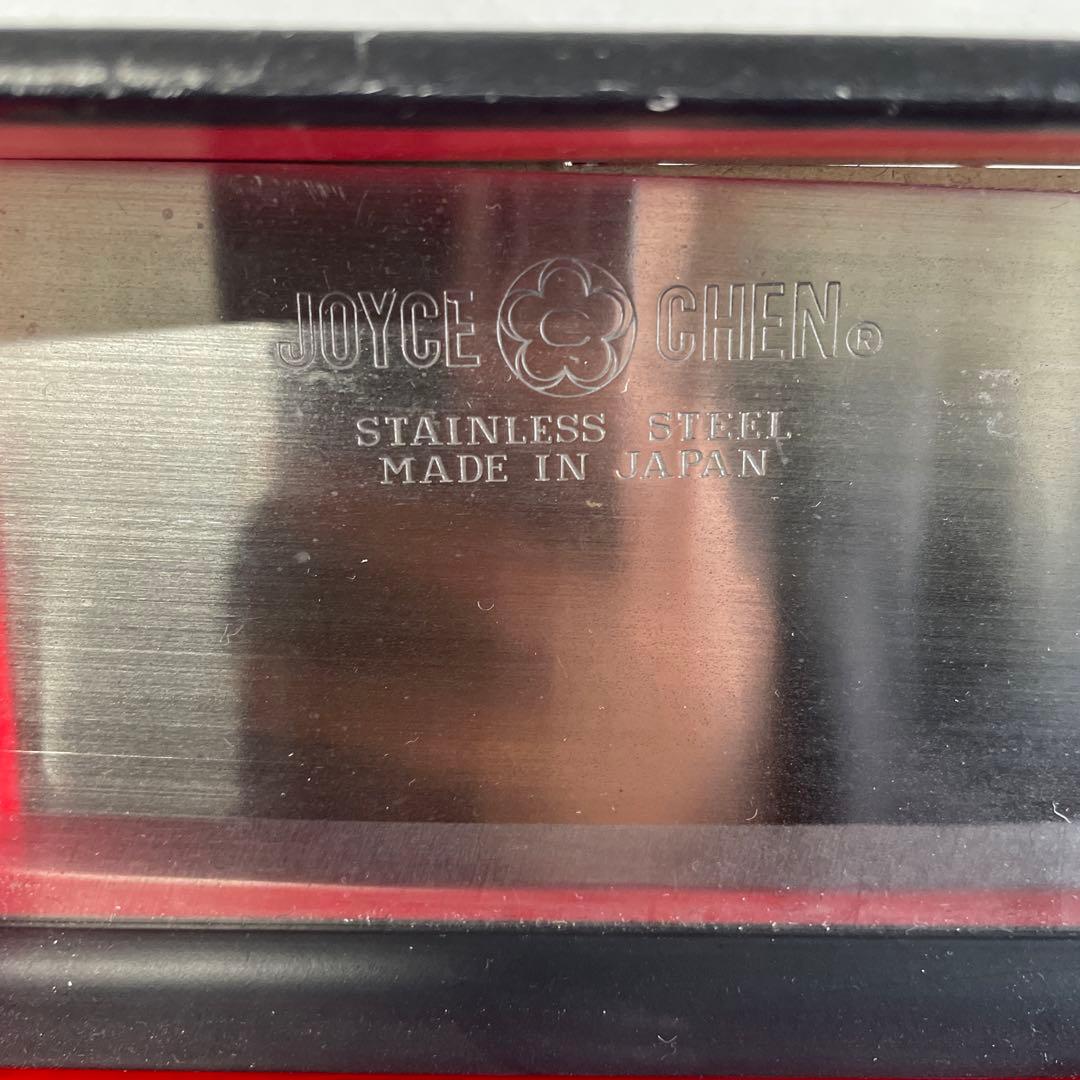 JOYCE C CHEN®
STAINLESS STEEL
MADE IN JAPAN